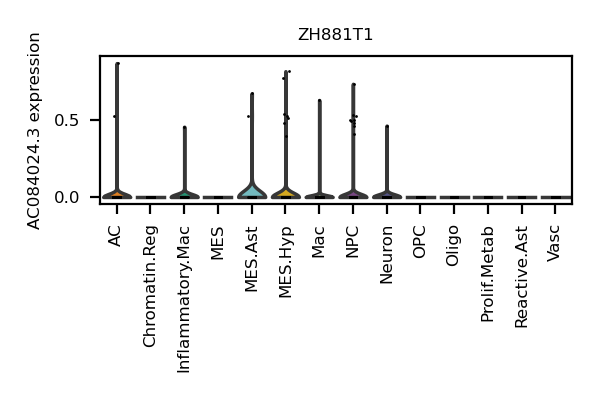 ZH881T1
AC084024.3 expression
0.5
0.0
AC
Chromatin.Reg
Inflammatory.Mac
MES
MES.Ast
MES.Hyp
Mac
NPC
Neuron
OPC
Oligo
Prolif.Metab
Reactive.Ast
Vasc